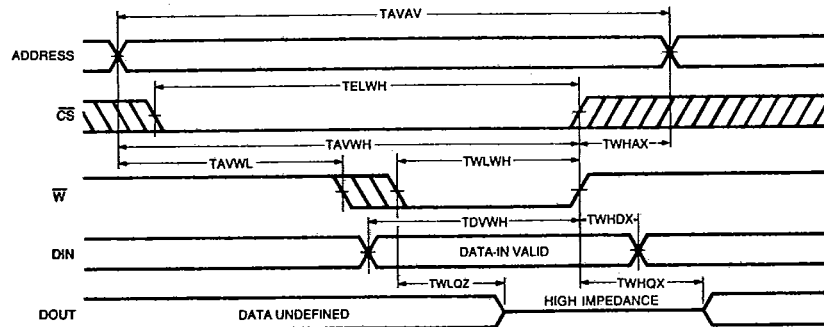 TAVAV
ADDRESS
TELWH
CS
TAVWH
TWHAX
TAVWL
TWLWH
W
TDVWH
TWHDX
DIN
DATA-IN VALID
TWLQZ
TWHQX
HIGH IMPEDANCE
DOUT
DATA UNDEFINED